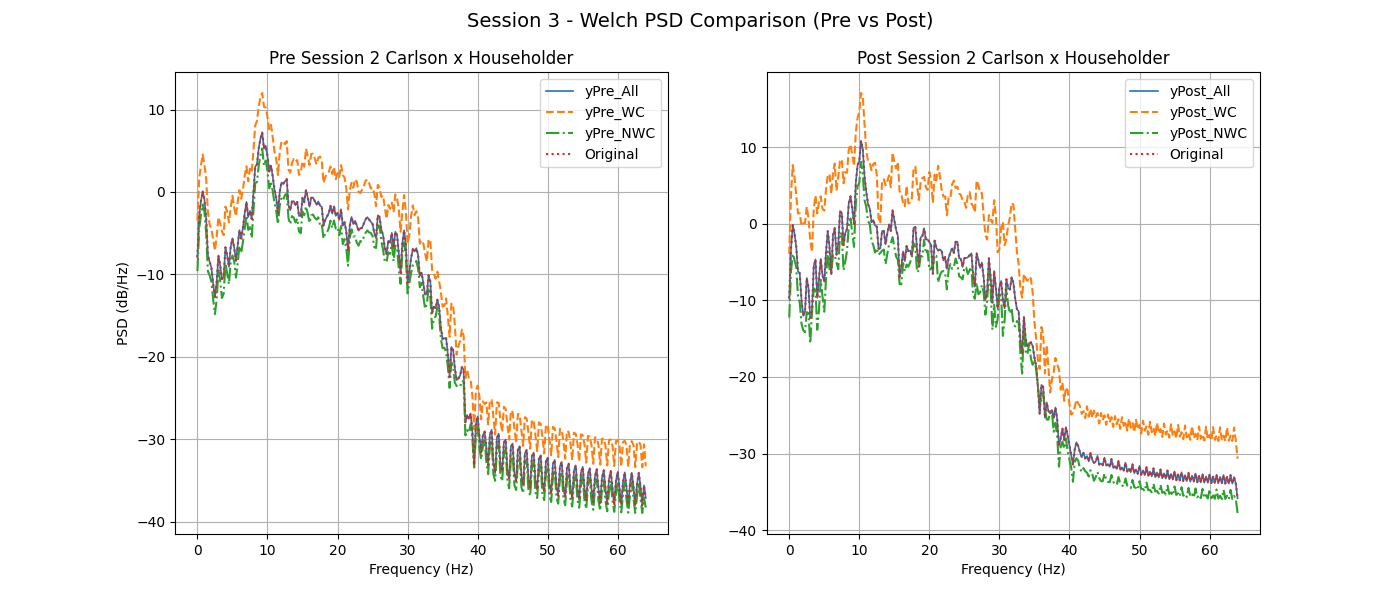 Session 3 - Welch PSD Comparison (Pre vs Post)
Pre Session 2 Carlson x Householder
yPre_All
yPre_WC
yPre_NWC
Original
PSD (dB/Hz)
10
0
−10
−20
−30
−40
0 10 20 30 40 50 60
Frequency (Hz)
Post Session 2 Carlson x Householder
yPost_All
yPost_WC
yPost_NWC
Original
10
0
−10
−20
−30
−40
0 10 20 30 40 50 60
Frequency (Hz)